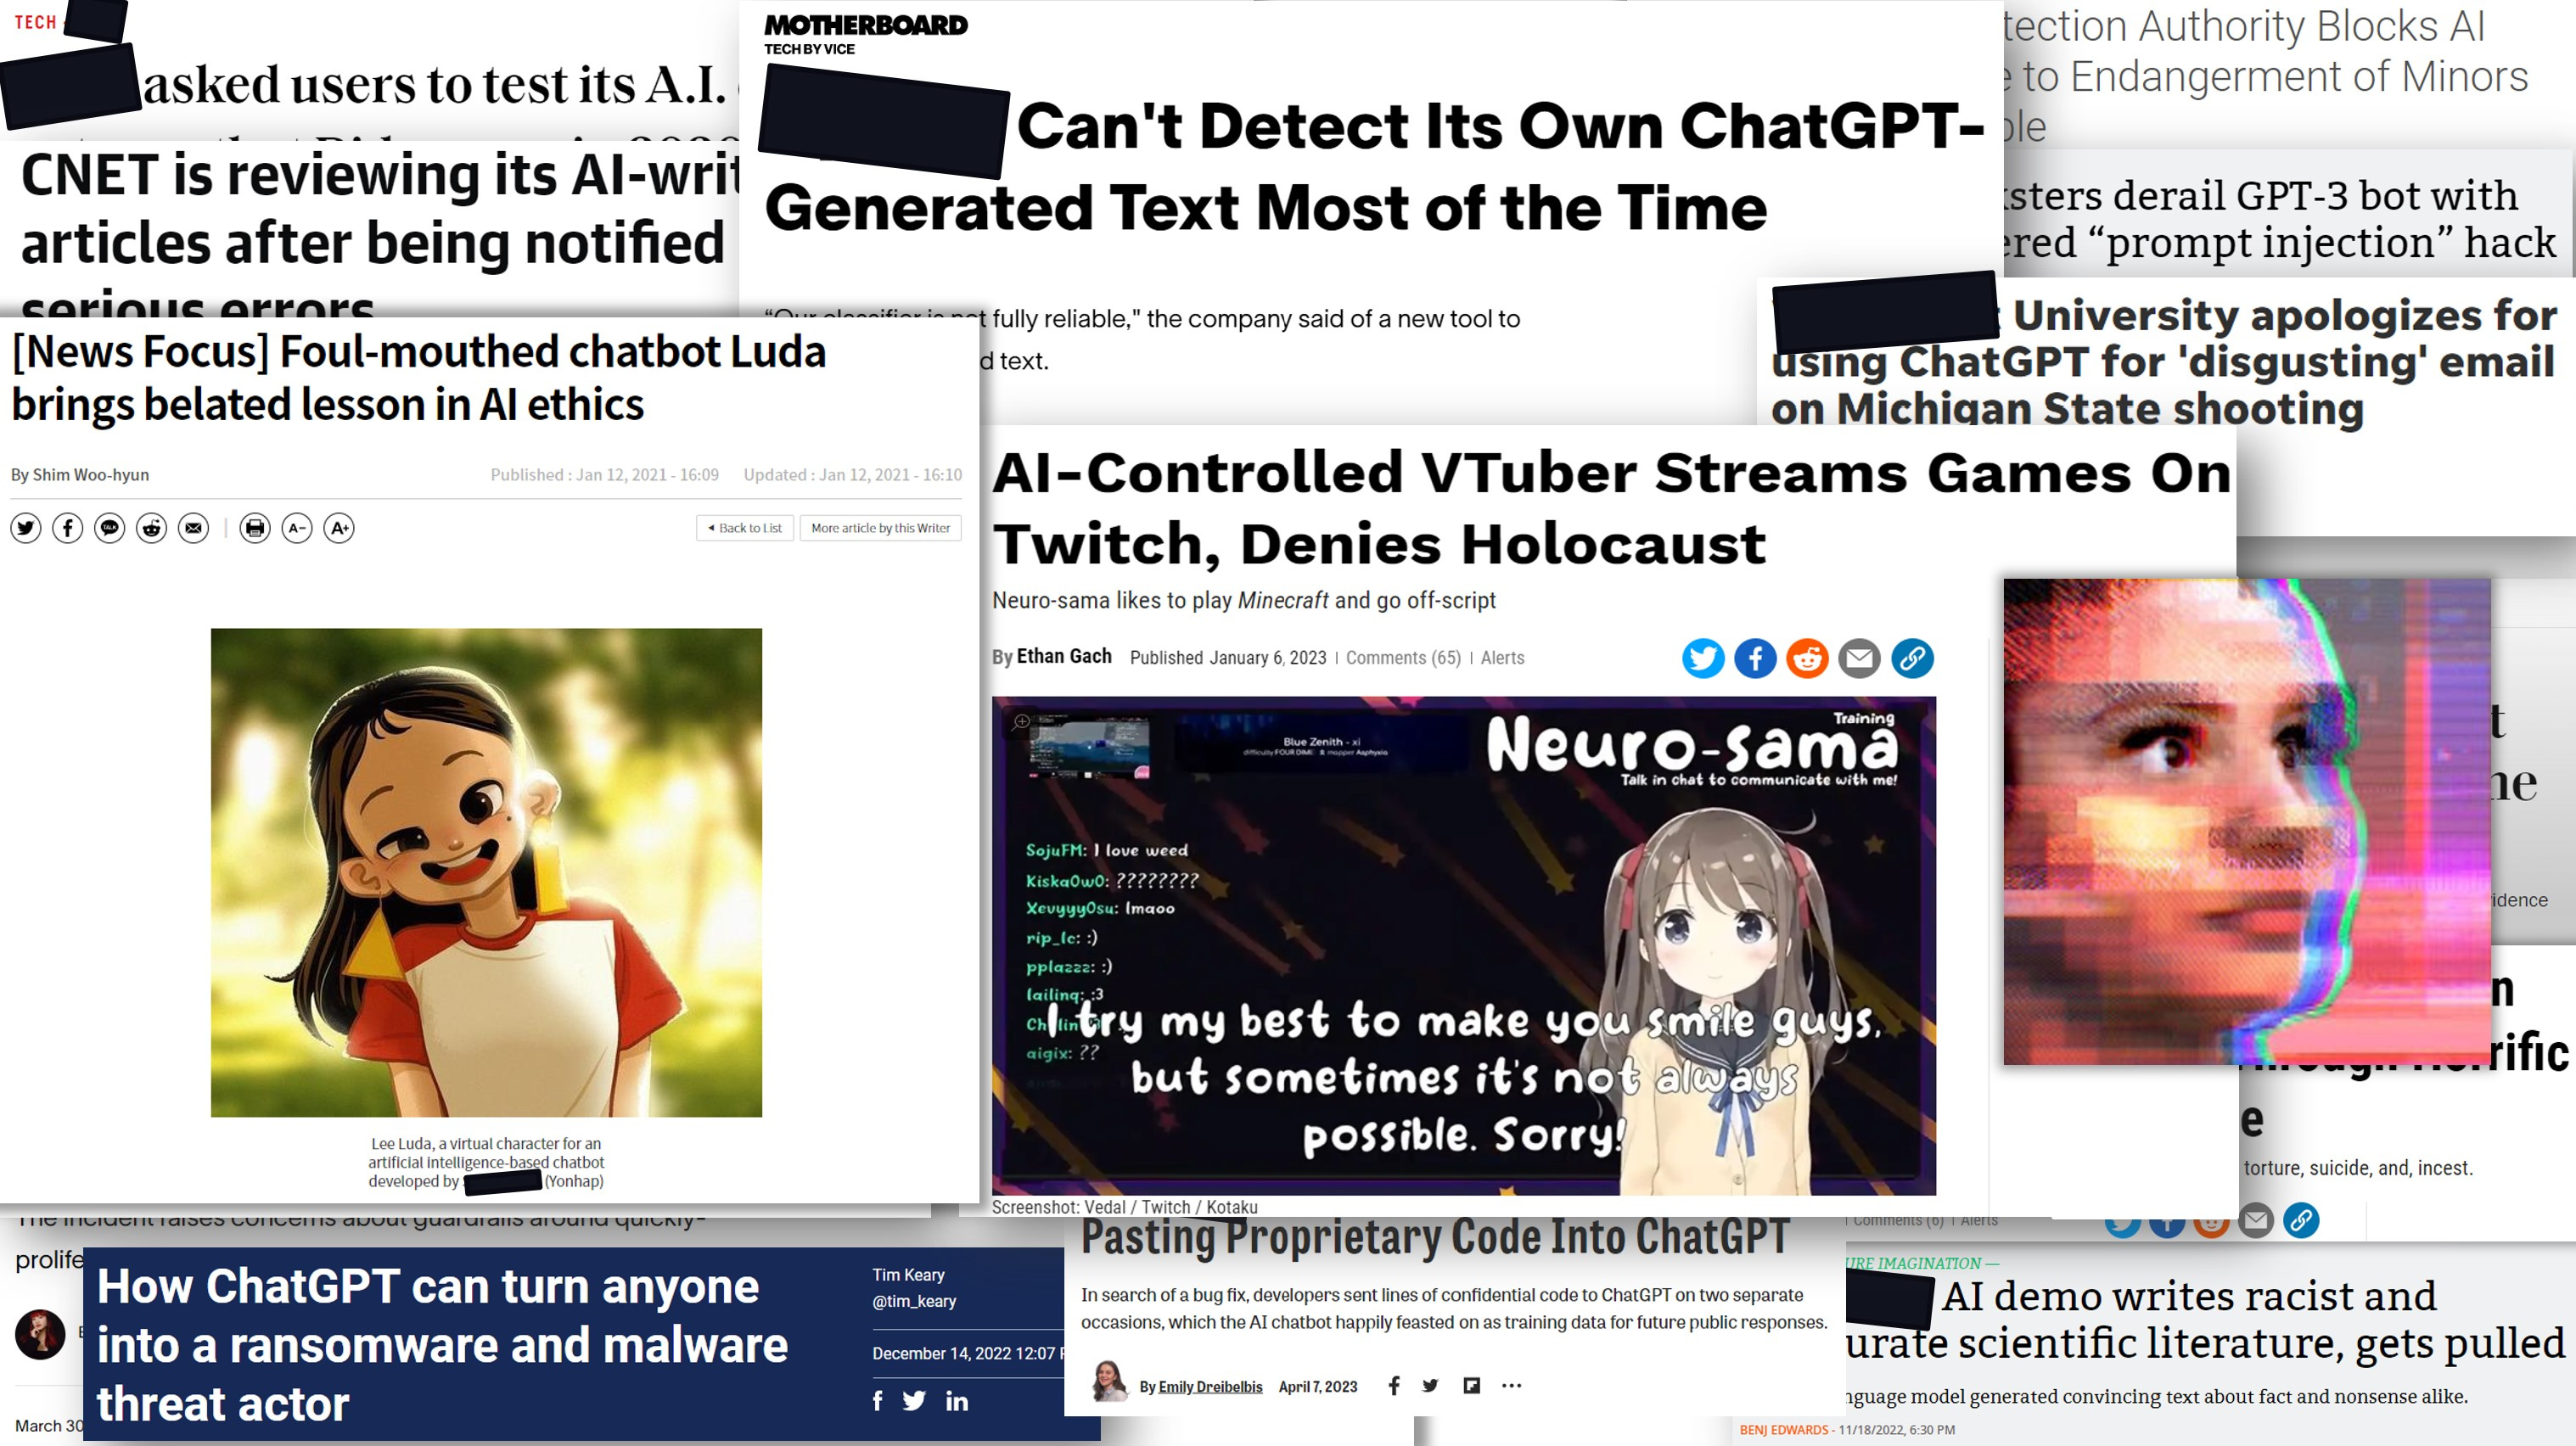 TECH
asked users to test its A.I.
CNET is reviewing its AI-writ
articles after being notified
serious errors
MOTHERBOARD
TECH BY VICE
Can't Detect Its Own ChatGPT-
Generated Text Most of the Time
"Our classifier is not fully reliable," the company said of a new tool to
d text.
tection Authority Blocks AI
e to Endangerment of Minors
ble
ksters derail GPT-3 bot with
ered “prompt injection” hack
University apologizes for
using ChatGPT for 'disgusting' email
on Michigan State shooting
[News Focus] Foul-mouthed chatbot Luda
brings belated lesson in AI ethics
By Shim Woo-hyun
Published : Jan 12, 2021 - 16:09
Updated : Jan 12, 2021 - 16:10
TALK
A-
A+
Back to List
More article by this Writer
Lee Luda, a virtual character for an
artificial intelligence-based chatbot
developed by
(Yonhap)
AI-Controlled VTuber Streams Games On
Twitch, Denies Holocaust
Neuro-sama likes to play Minecraft and go off-script
By Ethan Gach
Published January 6, 2023 | Comments (65) | Alerts
Training
Neuro-sama
Talk in chat to communicate with me!
Blue Zenith - xi
difficulty FOUR DIMENSIONS mapper Asphyxia
SojuFM: I love weed
KiskaOwO: ????????
XevyyyOsu: lmaoo
rip_lc: :)
pplazzz: :)
lailinq: :3
aigix: ??
I try my best to make you smile guys,
but sometimes it's not always
possible. Sorry!
Screenshot: Vedal / Twitch / Kotaku
t
he
idence
n
rific
e
torture, suicide, and, incest.
Comments (6) | Alerts
The incident raises concerns about guardrails around quickly-
prolife
March 30
How ChatGPT can turn anyone
into a ransomware and malware
threat actor
Tim Keary
@tim_keary
December 14, 2022 12:07 P
Pasting Proprietary Code Into ChatGPT
In search of a bug fix, developers sent lines of confidential code to ChatGPT on two separate
occasions, which the AI chatbot happily feasted on as training data for future public responses.
By Emily Dreibelbis
April 7, 2023
URE IMAGINATION —
AI demo writes racist and
urate scientific literature, gets pulled
nguage model generated convincing text about fact and nonsense alike.
BENJ EDWARDS - 11/18/2022, 6:30 PM